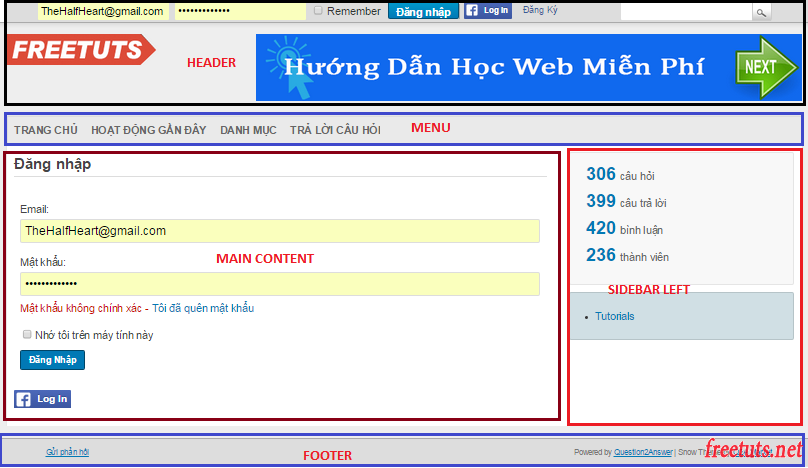 TheHalfHeart@gmail.com •••••••••••••• Remember Đăng nhập Log In Đăng Ký
FREETUTS
HEADER
Hướng Dẫn Học Web Miễn Phí
NEXT
TRANG CHỦ HOẠT ĐỘNG GẦN ĐÂY DANH MỤC TRẢ LỜI CÂU HỎI
MENU
Đăng nhập
Email:
TheHalfHeart@gmail.com
Mật khẩu:
•••••••••••••
MAIN CONTENT
Mật khẩu không chính xác - Tôi đã quên mật khẩu
Nhớ tôi trên máy tính này
Đăng Nhập
Log In
306 câu hỏi
399 câu trả lời
420 bình luận
236 thành viên
SIDEBAR LEFT
Tutorials
Gửi phản hồi
FOOTER
Powered by Question2Answer | Snow Theme
freetuts.net